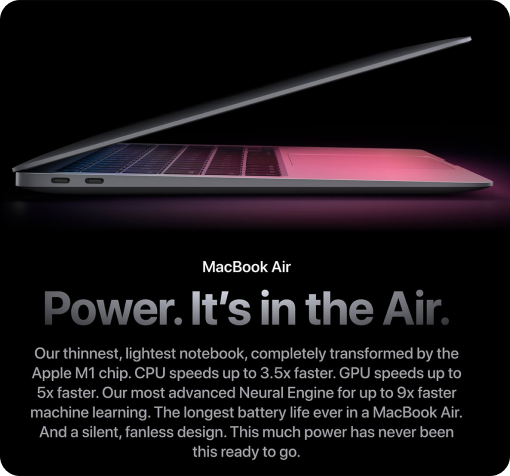 MacBook Air
Power. It's in the Air.
Our thinnest, lightest notebook, completely transformed by the
Apple M1 chip. CPU speeds up to 3.5x faster. GPU speeds up to
5x faster. Our most advanced Neural Engine for up to 9x faster
machine learning. The longest battery life ever in a MacBook Air.
And a silent, fanless design. This much power has never been
this ready to go.